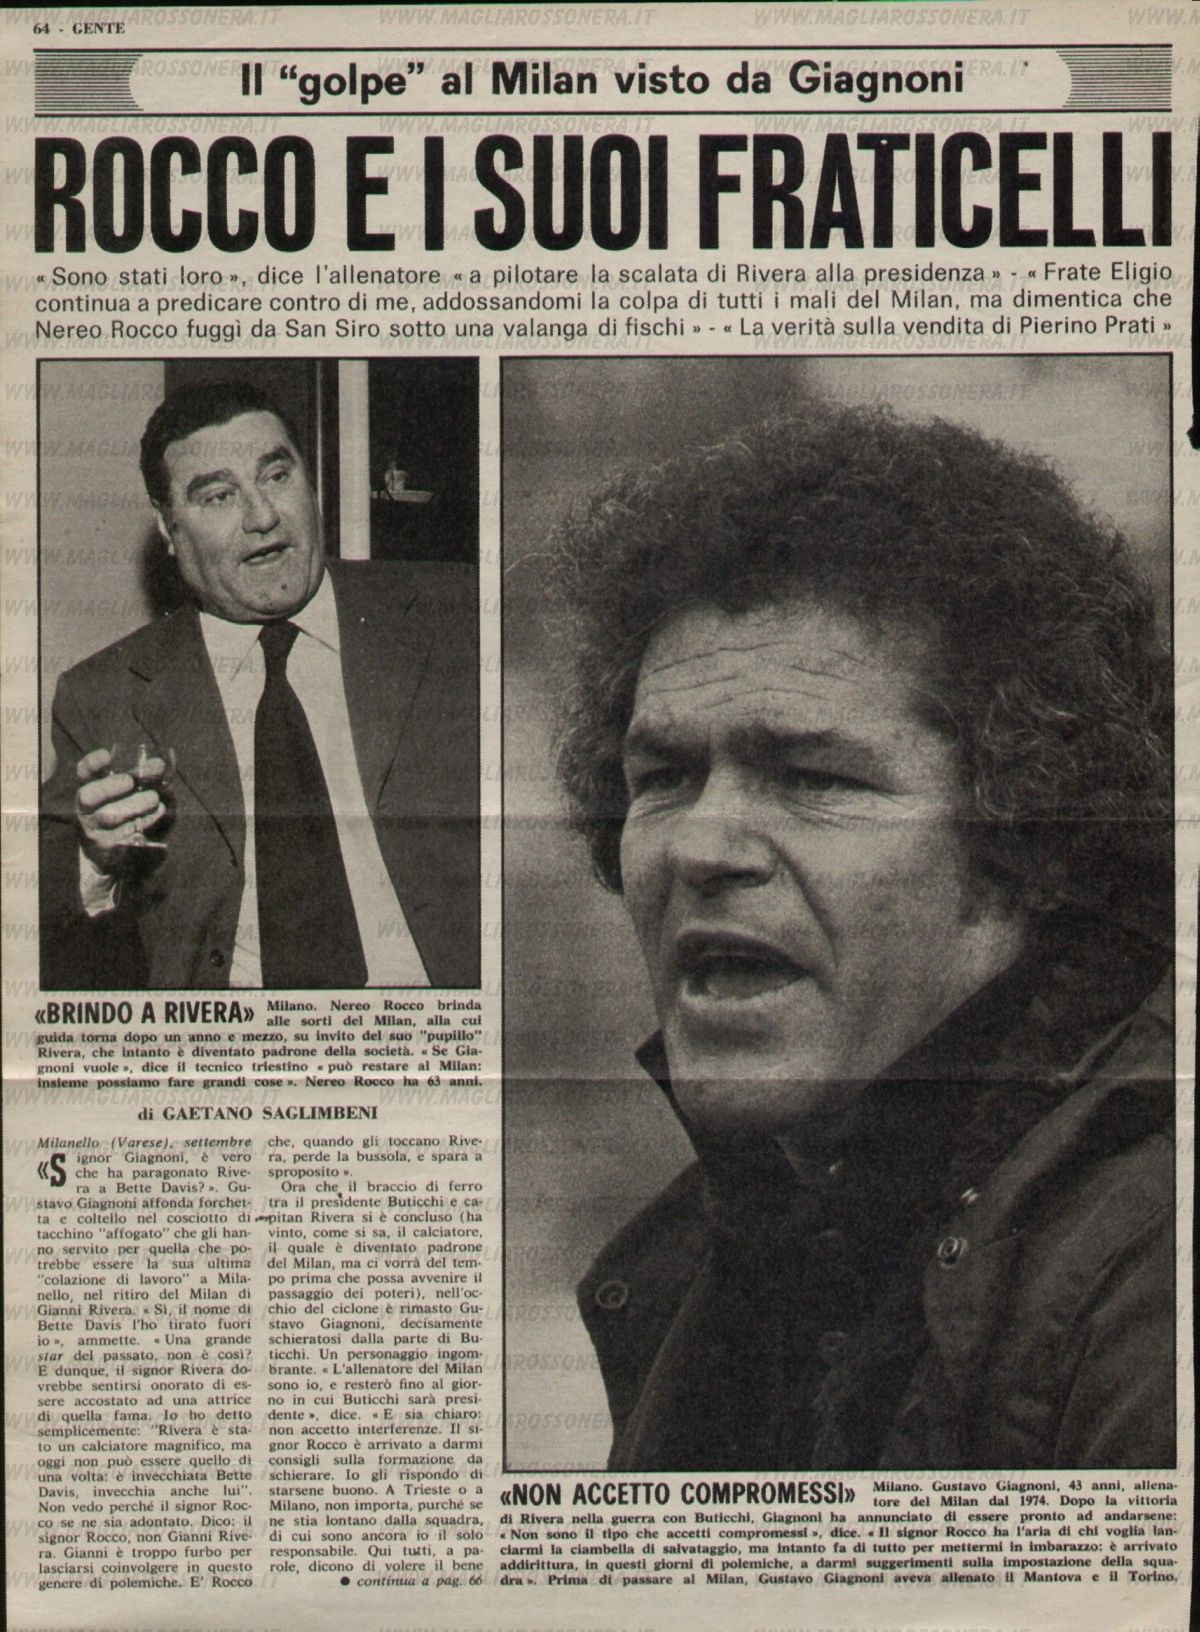 64 - GENTE
Il “golpe” al Milan visto da Giagnoni
ROCCO E I SUOI FRATICELLI
« Sono stati loro », dice l'allenatore « a pilotare la scalata di Rivera alla presidenza » - « Frate Eligio
continua a predicare contro di me, addossandomi la colpa di tutti i mali del Milan, ma dimentica che
Nereo Rocco fuggì da San Siro sotto una valanga di fischi » - « La verità sulla vendita di Pierino Prati »
«BRINDO A RIVERA» Milano. Nereo Rocco brinda
alle sorti del Milan, alla cui
guida torna dopo un anno e mezzo, su invito del suo "pupillo"
Rivera, che intanto è diventato padrone della società. « Se Gia-
gnoni vuole », dice il tecnico triestino « può restare al Milan:
insieme possiamo fare grandi cose ». Nereo Rocco ha 63 anni.
di GAETANO SAGLIMBENI
Milanello (Varese), settembre
«Signor Giagnoni, è vero
che ha paragonato Rive-
ra a Bette Davis? ». Gu-
stavo Giagnoni affonda forchet-
ta e coltello nel cosciotto di
tacchino "affogato" che gli han-
no servito per quella che po-
trebbe essere la sua ultima
"colazione di lavoro" a Mila-
nello, nel ritiro del Milan di
Gianni Rivera. « Sì, il nome di
Bette Davis l'ho tirato fuori
io », ammette. « Una grande
star del passato, non è così?
E dunque, il signor Rivera do-
vrebbe sentirsi onorato di es-
sere accostato ad una attrice
di quella fama. Io ho detto
semplicemente: "Rivera è sta-
to un calciatore magnifico, ma
oggi non può essere quello di
una volta: è invecchiata Bette
Davis, invecchia anche lui".
Non vedo perché il signor Roc-
co se ne sia adontato. Dico: il
signor Rocco, non Gianni Rive-
ra. Gianni è troppo furbo per
lasciarsi coinvolgere in questo
genere di polemiche. E' Rocco
che, quando gli toccano Rive-
ra, perde la bussola, e spara a
sproposito ».
Ora che il braccio di ferro
tra il presidente Buticchi e ca-
pitan Rivera si è concluso (ha
vinto, come si sa, il calciatore,
il quale è diventato padrone
del Milan, ma ci vorrà del tem-
po prima che possa avvenire il
passaggio dei poteri), nell'oc-
chio del ciclone è rimasto Gu-
stavo Giagnoni, decisamente
schieratosi dalla parte di Bu-
ticchi. Un personaggio ingom-
brante. « L'allenatore del Milan
sono io, e resterò fino al gior-
no in cui Buticchi sarà presi-
dente », dice. « E sia chiaro:
non accetto interferenze. Il si-
gnor Rocco è arrivato a darmi
consigli sulla formazione da
schierare. Io gli rispondo di
starsene buono. A Trieste o a
Milano, non importa, purché se
ne stia lontano dalla squadra,
di cui sono ancora io il solo
responsabile. Qui tutti, a pa-
role, dicono di volere il bene
● continua a pag. 66
«NON ACCETTO COMPROMESSI» Milano. Gustavo Giagnoni, 43 anni, allena-
tore del Milan dal 1974. Dopo la vittoria
di Rivera nella guerra con Buticchi, Giagnoni ha annunciato di essere pronto ad andarsene:
« Non sono il tipo che accetti compromessi », dice. « Il signor Rocco ha l'aria di chi voglia lan-
ciarmi la ciambella di salvataggio, ma intanto fa di tutto per mettermi in imbarazzo: è arrivato
addirittura, in questi giorni di polemiche, a darmi suggerimenti sulla impostazione della squa-
dra ». Prima di passare al Milan, Gustavo Giagnoni aveva allenato il Mantova e il Torino.
WWW.MAGLIAROSSONERA.IT